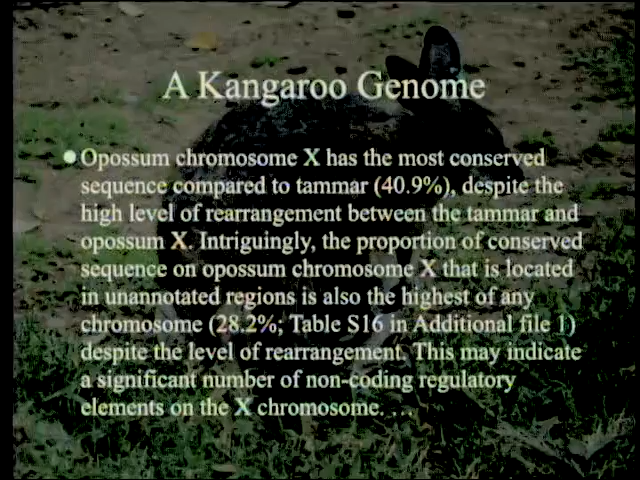 A Kangaroo Genome
Opossum chromosome X has the most conserved
sequence compared to tammar (40.9%), despite the
high level of rearrangement between the tammar and
opossum X. Intriguingly, the proportion of conserved
sequence on opossum chromosome X that is located
in unannotated regions is also the highest of any
chromosome (28.2%; Table S16 in Additional file 1)
despite the level of rearrangement. This may indicate
a significant number of non-coding regulatory
elements on the X chromosome. …